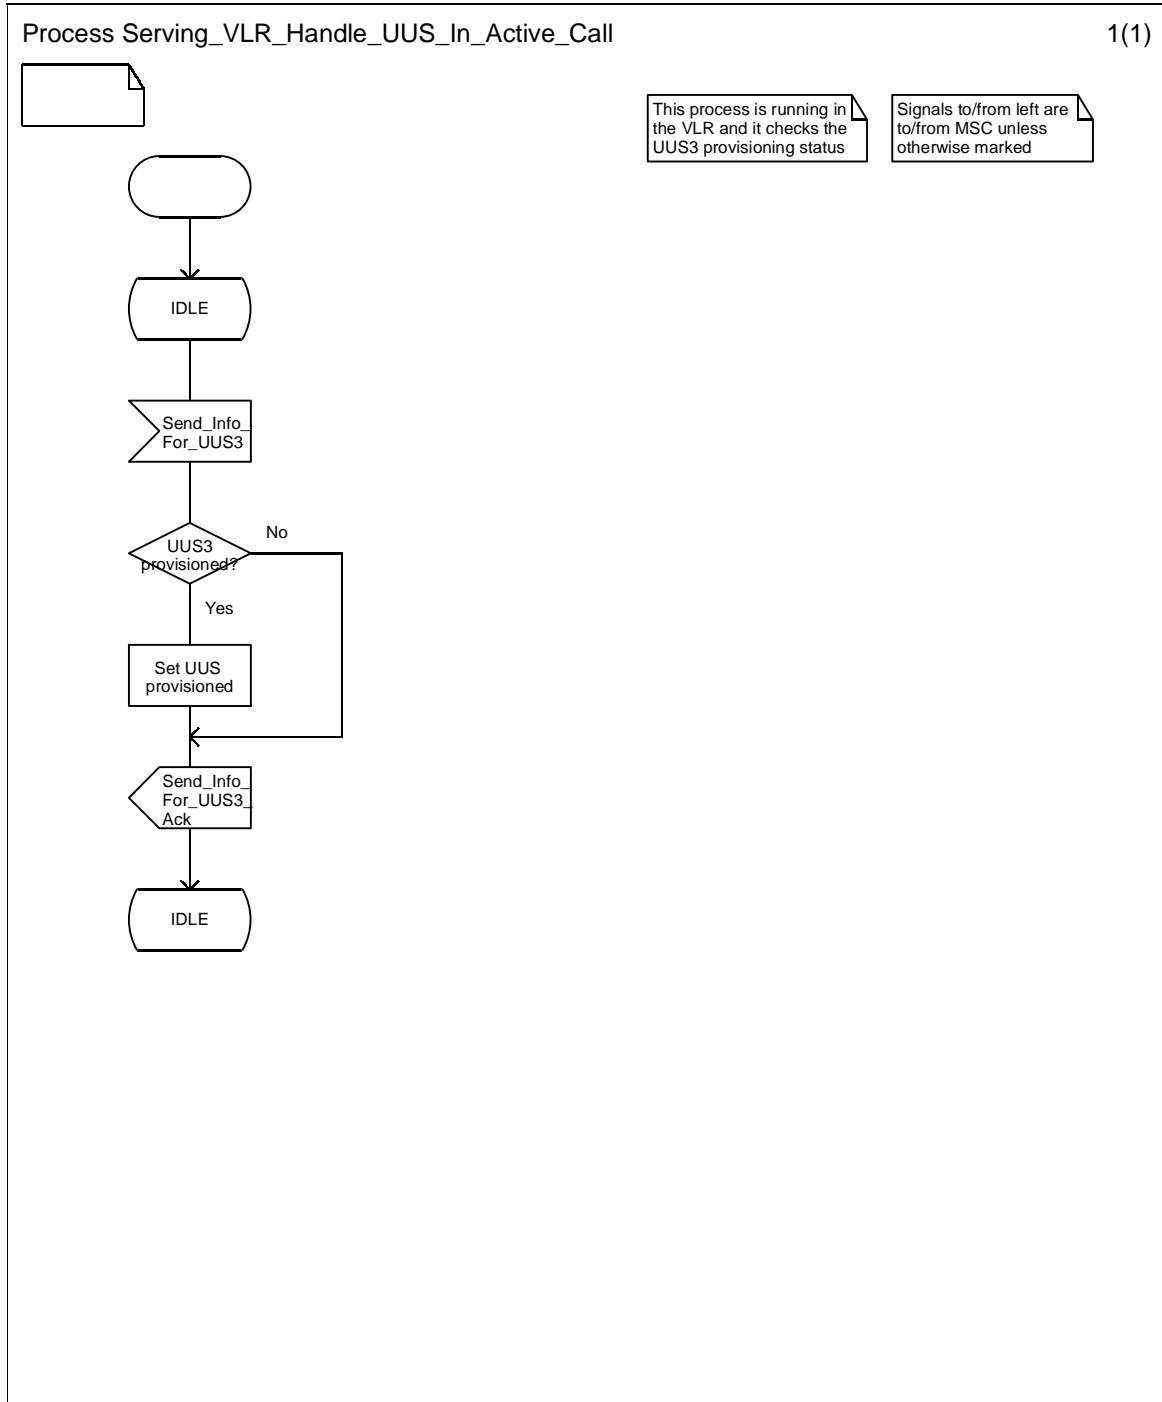 Process Serving_VLR_Handle_UUS_In_Active_Call
1(1)
This process is running in
the VLR and it checks the
UUS3 provisioning status
Signals to/from left are
to/from MSC unless
otherwise marked
IDLE
Send_Info_
For_UUS3
UUS3
provisioned?
No
Yes
Set UUS
provisioned
Send_Info_
For_UUS3_
Ack
IDLE